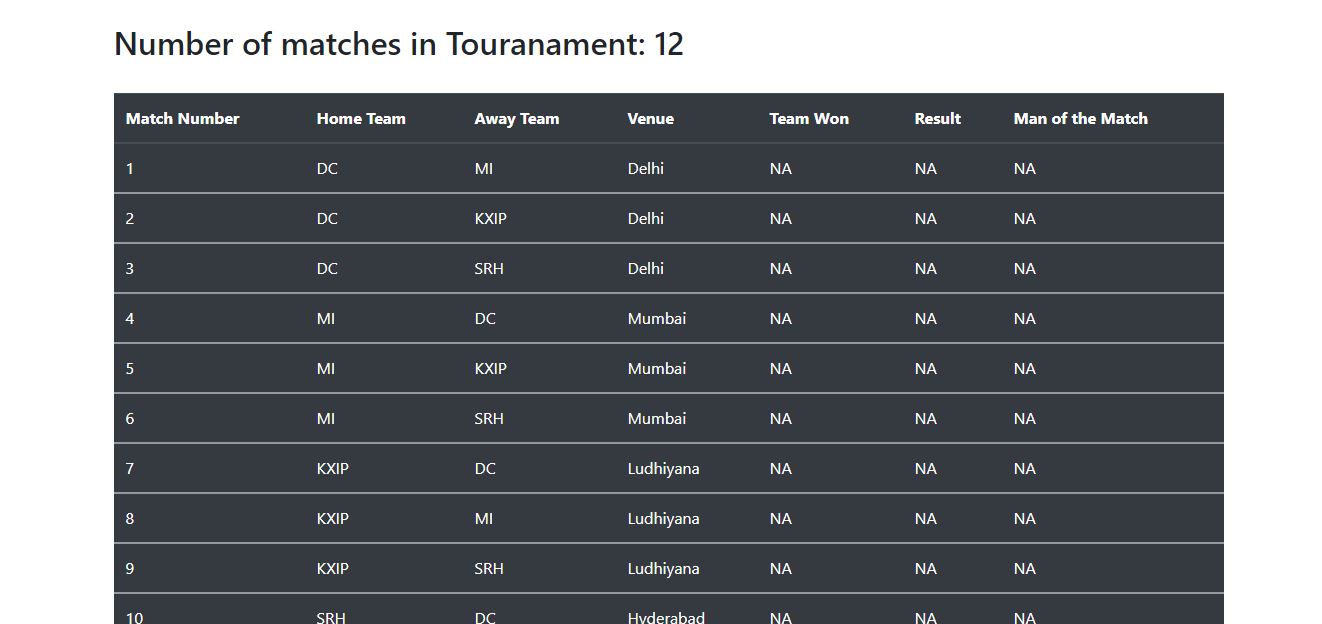 Number of matches in Touranament: 12
Match Number Home Team Away Team Venue Team Won Result Man of the Match
1 DC MI Delhi NA NA NA
2 DC KXIP Delhi NA NA NA
3 DC SRH Delhi NA NA NA
4 MI DC Mumbai NA NA NA
5 MI KXIP Mumbai NA NA NA
6 MI SRH Mumbai NA NA NA
7 KXIP DC Ludhiyana NA NA NA
8 KXIP MI Ludhiyana NA NA NA
9 KXIP SRH Ludhiyana NA NA NA
10 SRH DC Hyderabad NA NA NA